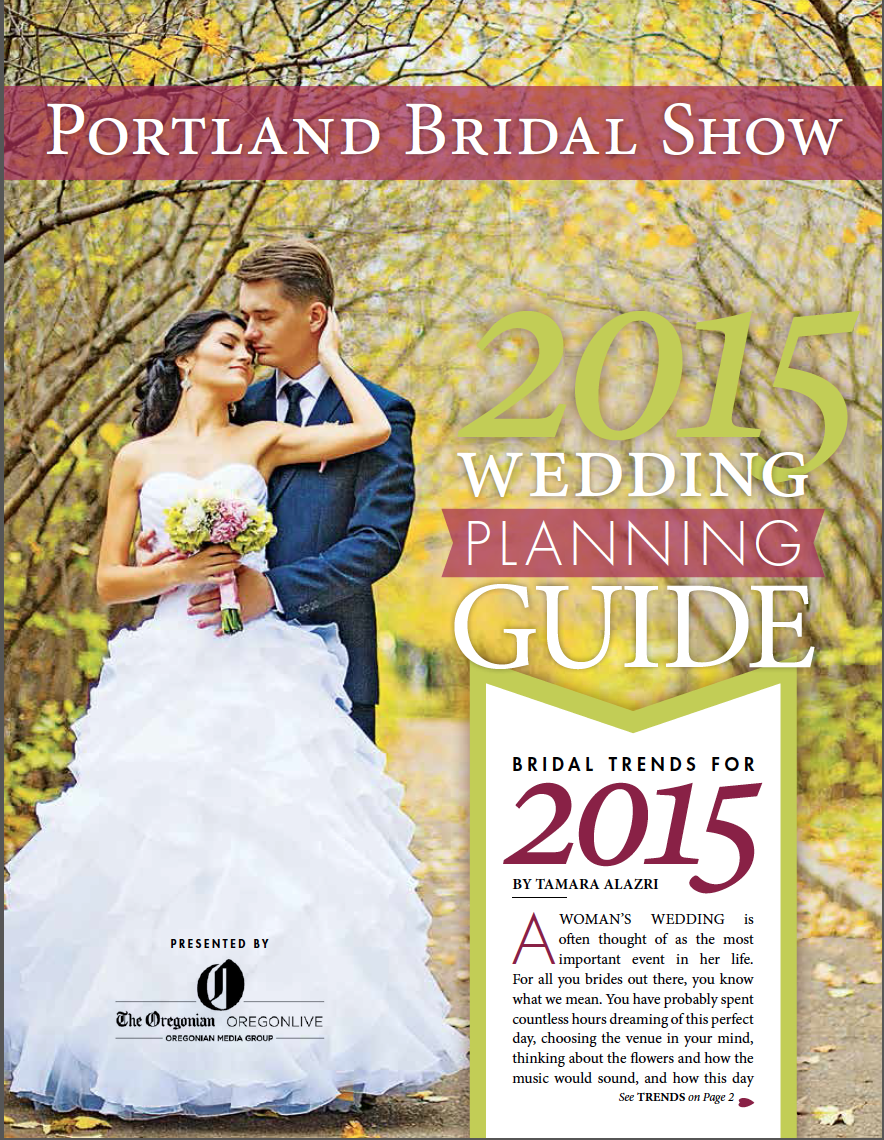 PORTLAND BRIDAL SHOW
2015
WEDDING
PLANNING
GUIDE
BRIDAL TRENDS FOR
2015
BY TAMARA ALAZRI
A WOMAN'S WEDDING is
often thought of as the most
important event in her life.
For all you brides out there, you know
what we mean. You have probably spent
countless hours dreaming of this perfect
day, choosing the venue in your mind,
thinking about the flowers and how the
music would sound, and how this day
See TRENDS on Page 2
PRESENTED BY
O
The Oregonian OREGONLIVE
OREGONIAN MEDIA GROUP